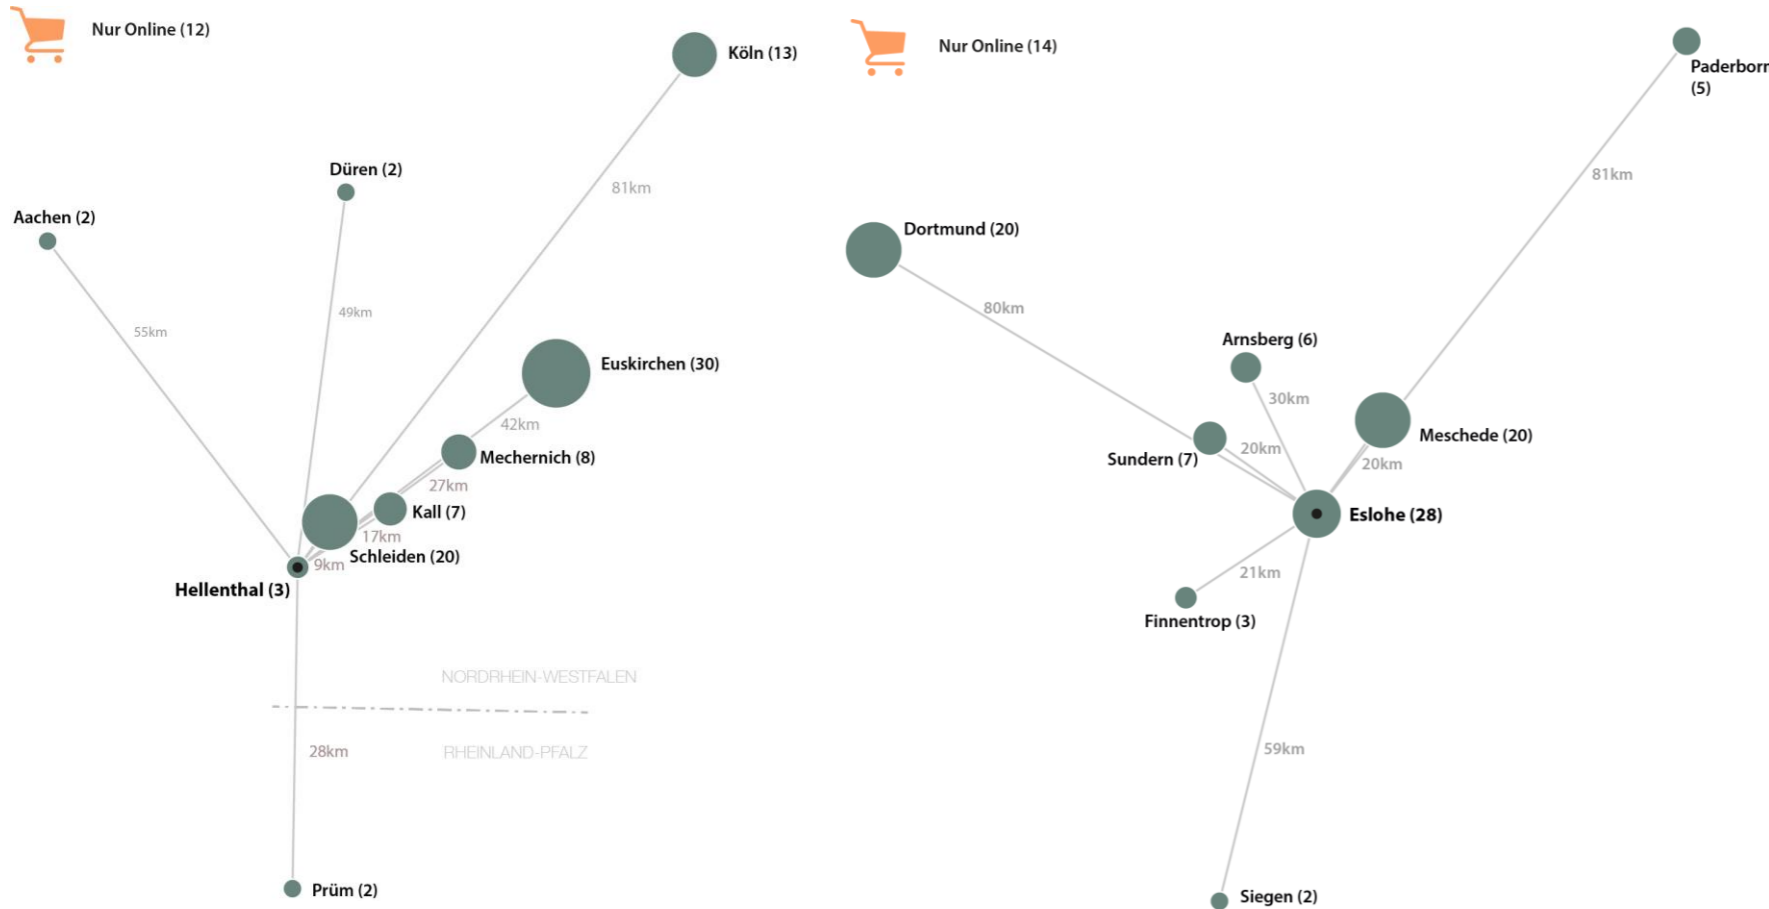 Nur Online (12)
Köln (13)
Düren (2)
81km
Aachen (2)
49km
55km
Euskirchen (30)
42km
Mechernich (8)
27km
Kall (7)
17km
Schleiden (20)
9km
Hellenthal (3)
NORDRHEIN-WESTFALEN
RHEINLAND-PFALZ
28km
Prüm (2)
Nur Online (14)
Paderborn
(5)
81km
Dortmund (20)
80km
Arnsberg (6)
30km
Meschede (20)
20km
Sundern (7)
20km
Eslohe (28)
21km
Finnentrop (3)
59km
Siegen (2)